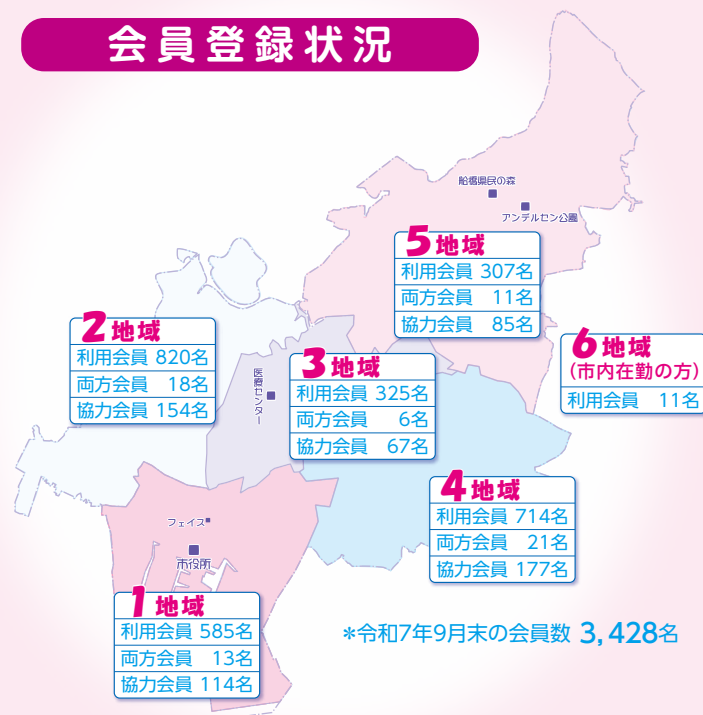 会員登録状況
船橋県民の森
アンデルセン公園
5地域
利用会員 307名
両方会員 11名
協力会員 85名
2地域
利用会員 820名
両方会員 18名
協力会員 154名
医療センター
3地域
利用会員 325名
両方会員 6名
協力会員 67名
6地域
(市内在勤の方)
利用会員 11名
4地域
利用会員 714名
両方会員 21名
協力会員 177名
フェイス
市役所
1地域
利用会員 585名
両方会員 13名
協力会員 114名
*令和7年9月末の会員数 3,428名